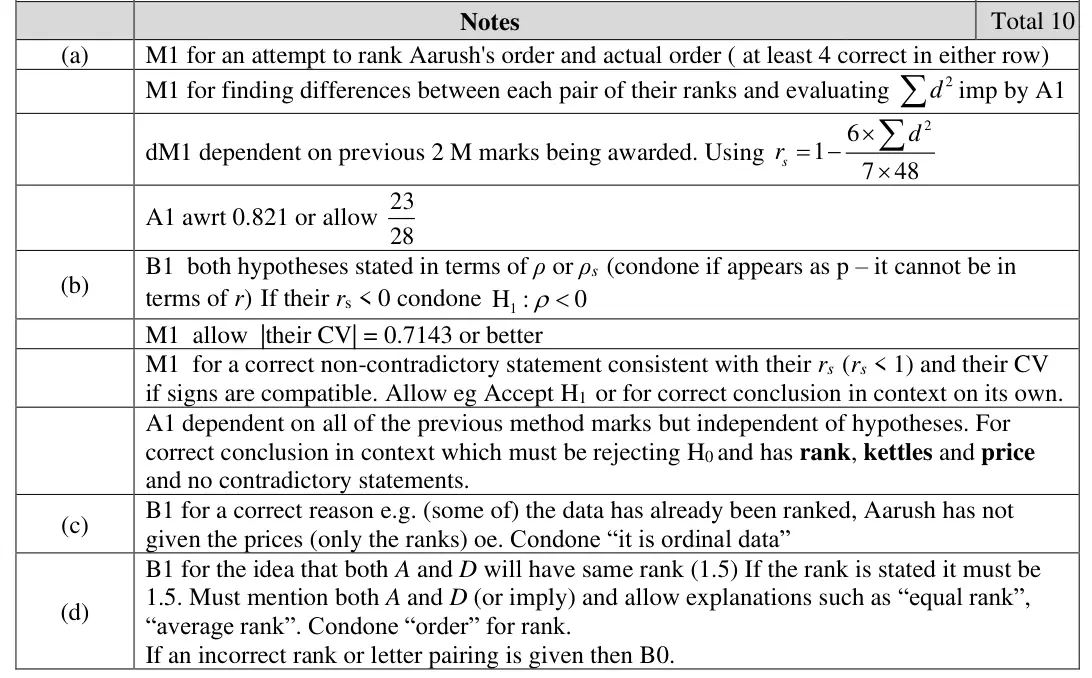 Notes Total 10
(a) M1 for an attempt to rank Aarush's order and actual order ( at least 4 correct in either row)
M1 for finding differences between each pair of their ranks and evaluating ∑d² imp by A1
dM1 dependent on previous 2 M marks being awarded. Using rₛ = 1 − (6×∑d²)/(7×48)
A1 awrt 0.821 or allow 23/28
(b) B1 both hypotheses stated in terms of ρ or ρₛ (condone if appears as p – it cannot be in
terms of r) If their rₛ < 0 condone H₁ : ρ < 0
M1 allow |their CV| = 0.7143 or better
M1 for a correct non-contradictory statement consistent with their rₛ (rₛ < 1) and their CV
if signs are compatible. Allow eg Accept H₁ or for correct conclusion in context on its own.
A1 dependent on all of the previous method marks but independent of hypotheses. For
correct conclusion in context which must be rejecting H₀ and has rank, kettles and price
and no contradictory statements.
(c) B1 for a correct reason e.g. (some of) the data has already been ranked, Aarush has not
given the prices (only the ranks) oe. Condone “it is ordinal data”
(d) B1 for the idea that both A and D will have same rank (1.5) If the rank is stated it must be
1.5. Must mention both A and D (or imply) and allow explanations such as “equal rank”,
“average rank”. Condone “order” for rank.
If an incorrect rank or letter pairing is given then B0.